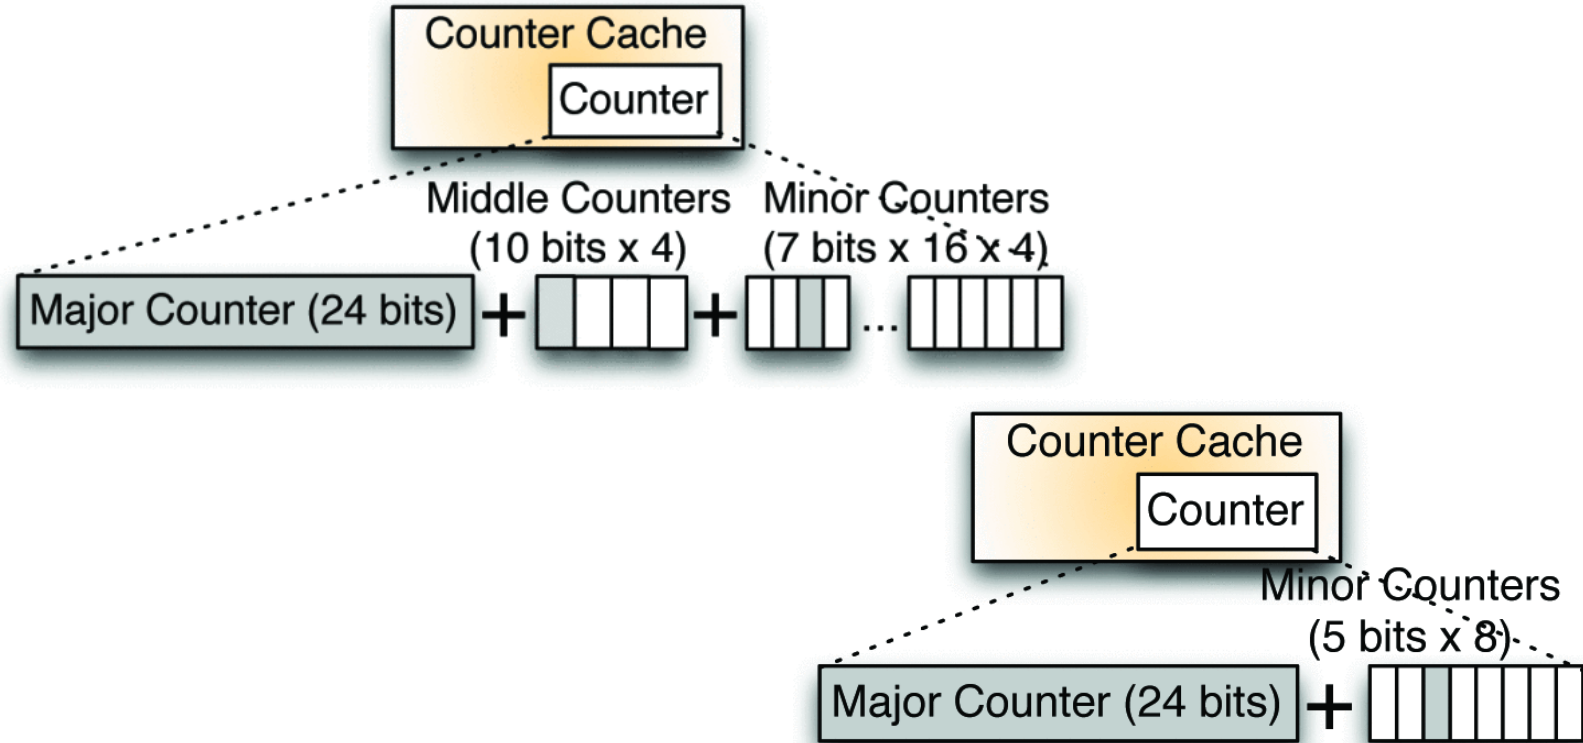 Counter Cache
Counter
Middle Counters
(10 bits x 4)
Minor Counters
(7 bits x 16 x 4)
Major Counter (24 bits)
+
+
...
Counter Cache
Counter
Minor Counters
(5 bits x 8)
Major Counter (24 bits)
+